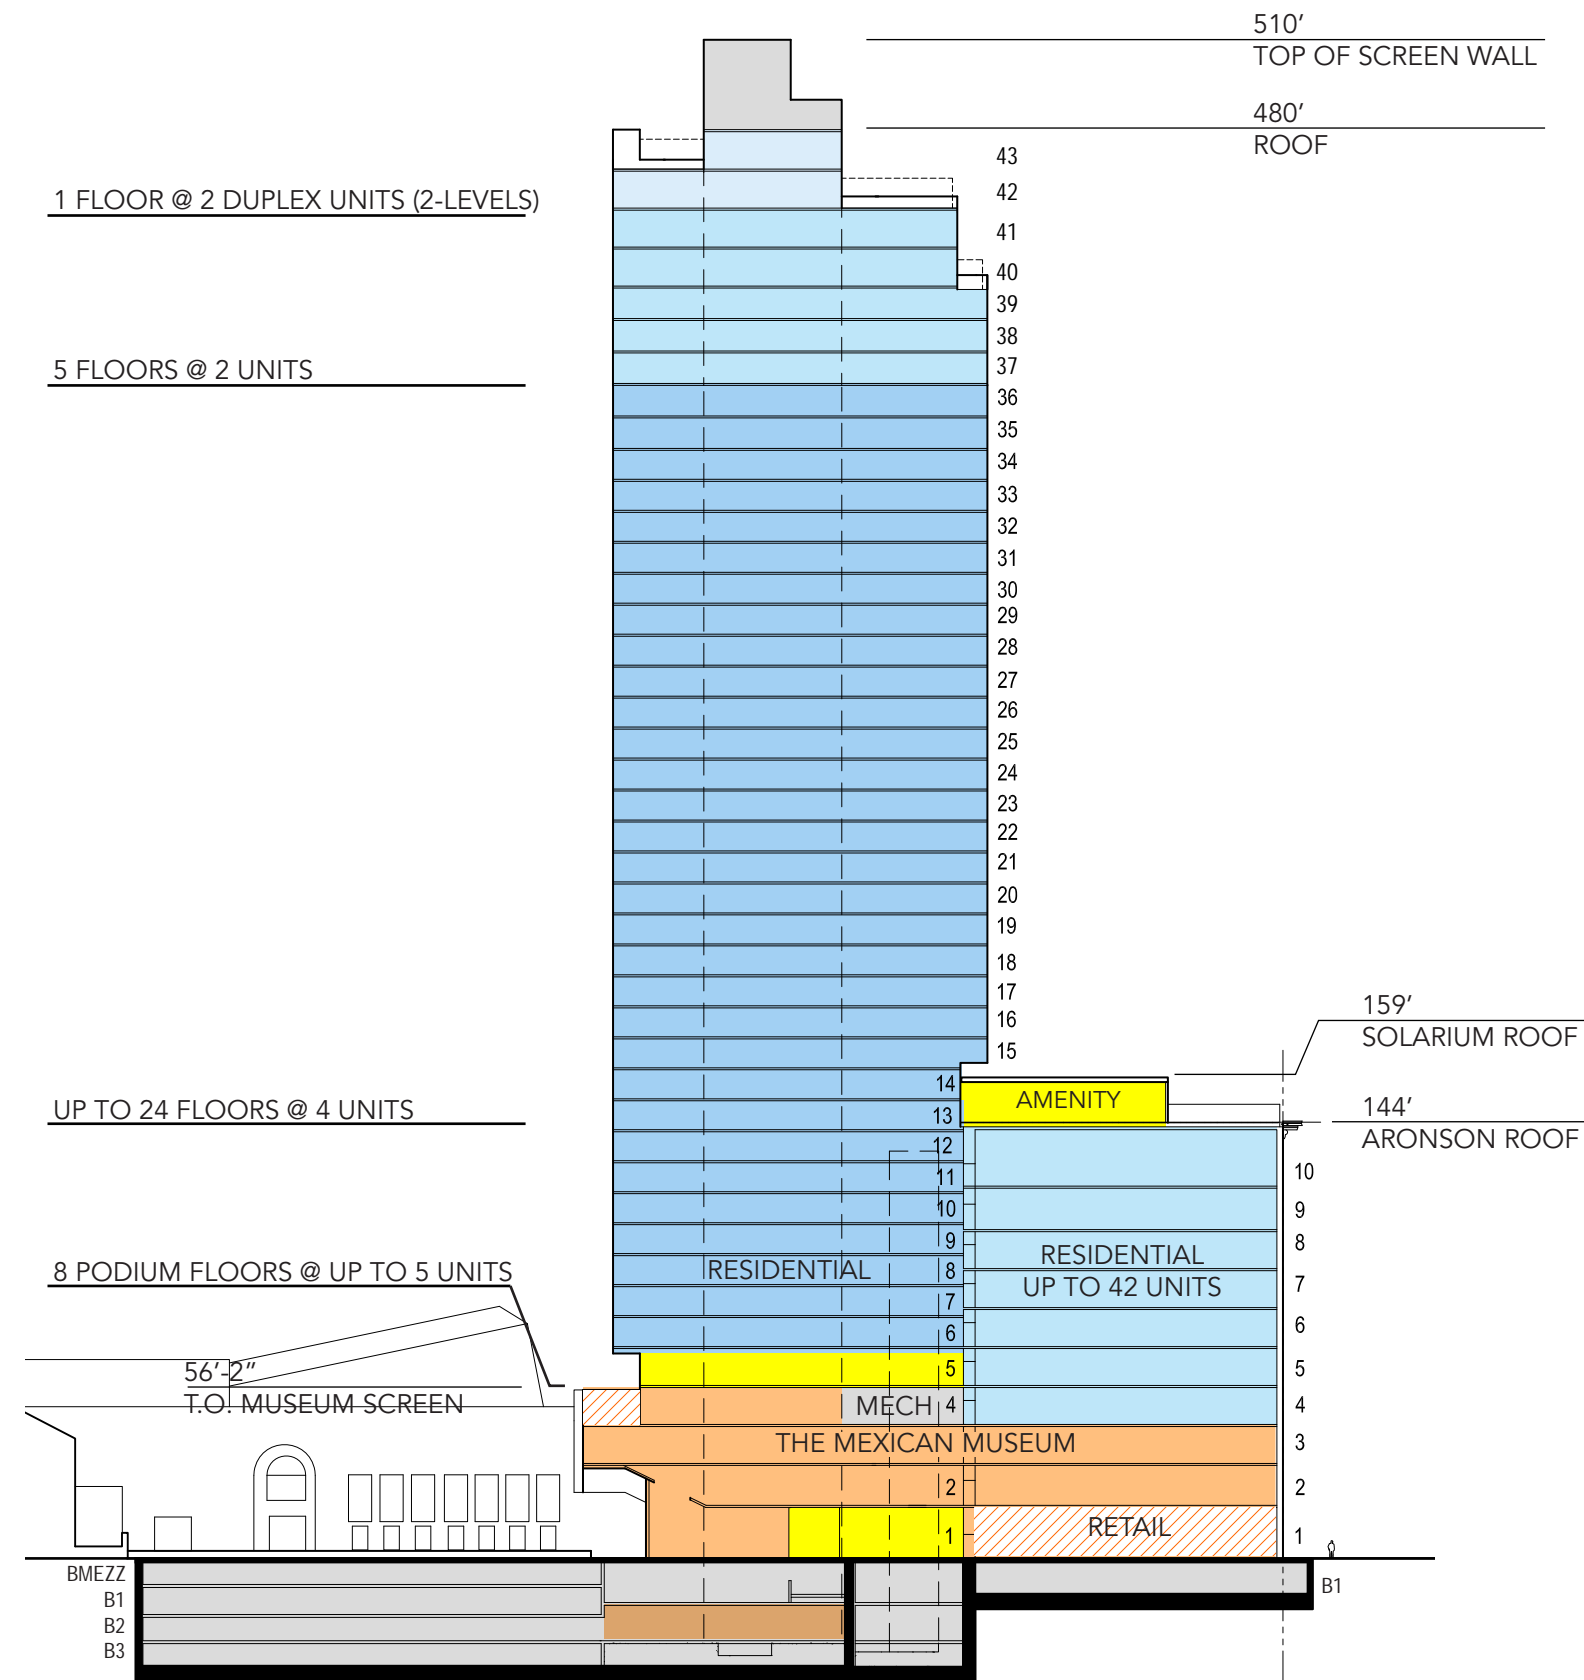 510’
TOP OF SCREEN WALL
480’
ROOF
43
1 FLOOR @ 2 DUPLEX UNITS (2-LEVELS)
42
41
40
39
38
5 FLOORS @ 2 UNITS
37
36
35
34
33
32
31
30
29
28
27
26
25
24
23
22
21
20
19
18
17
16
15
159’
SOLARIUM ROOF
14
AMENITY
UP TO 24 FLOORS @ 4 UNITS
13
144’
ARONSON ROOF
12
11
10
10
9
9
8 PODIUM FLOORS @ UP TO 5 UNITS
RESIDENTIAL
8
RESIDENTIAL
UP TO 42 UNITS
8
7
7
6
6
56’-2”
T.O. MUSEUM SCREEN
5
5
MECH
4
4
THE MEXICAN MUSEUM
3
2
2
1
RETAIL
1
BMEZZ
B1
B2
B3
B1